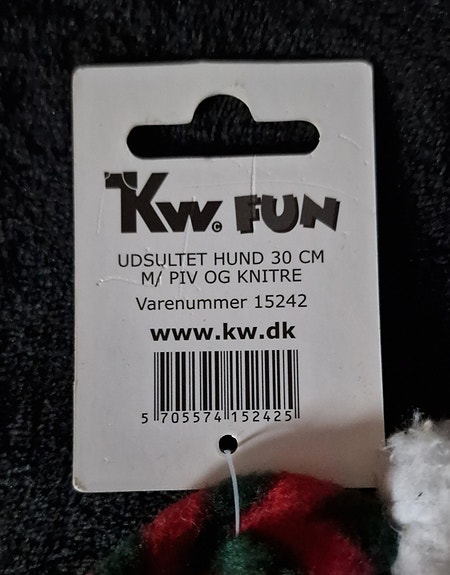 KW© FUN
UDSULTET HUND 30 CM
M/ PIV OG KNITRE
Varenummer 15242
www.kw.dk
5 705574 152425